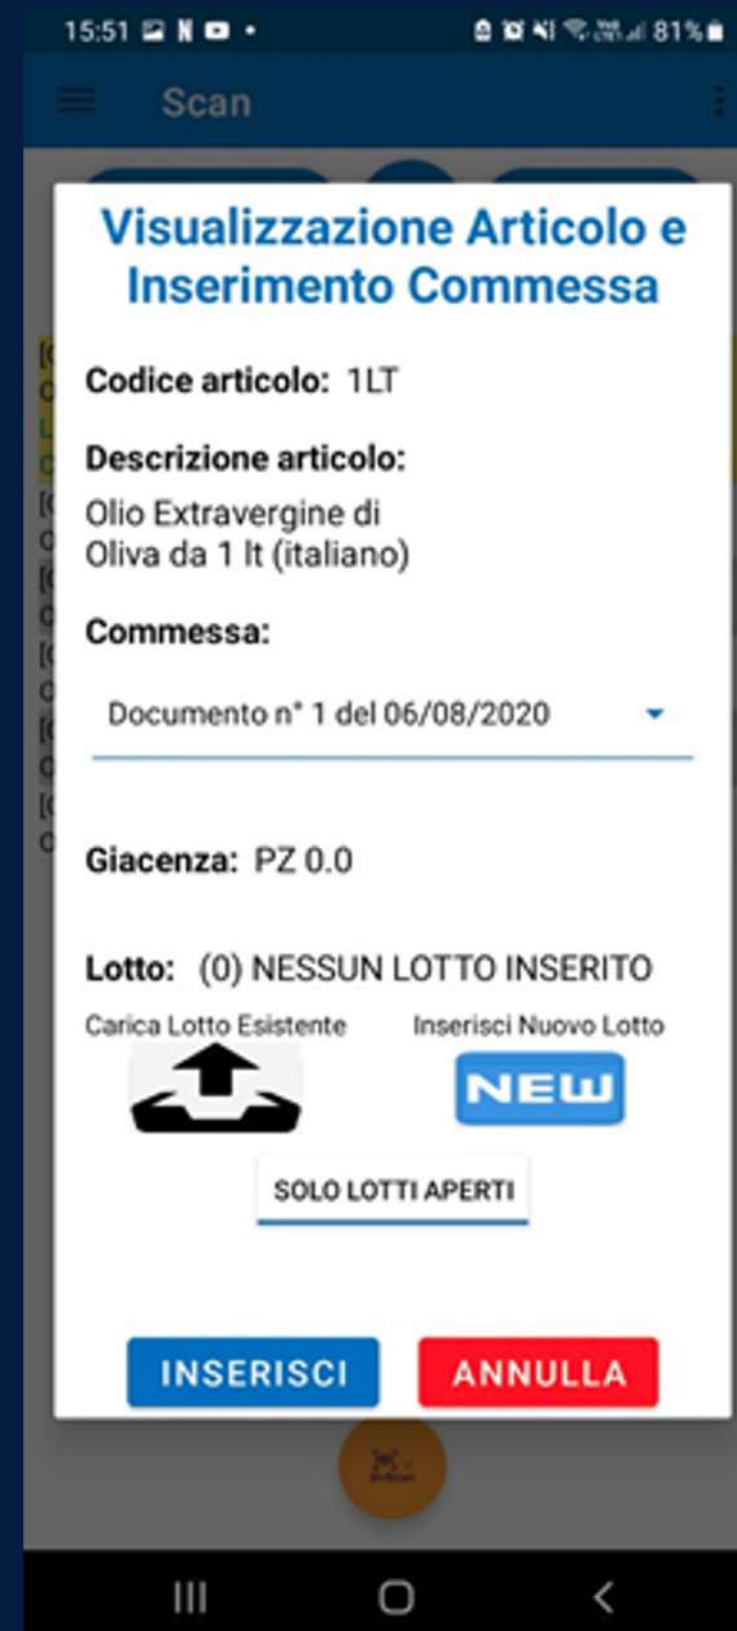 15:51
81%
Scan
Visualizzazione Articolo e
Inserimento Commessa
Codice articolo: 1LT
Descrizione articolo:
Olio Extravergine di
Oliva da 1 lt (italiano)
Commessa:
Documento n° 1 del 06/08/2020
Giacenza: PZ 0.0
Lotto: (0) NESSUN LOTTO INSERITO
Carica Lotto Esistente
Inserisci Nuovo Lotto
NEW
SOLO LOTTI APERTI
INSERISCI
ANNULLA